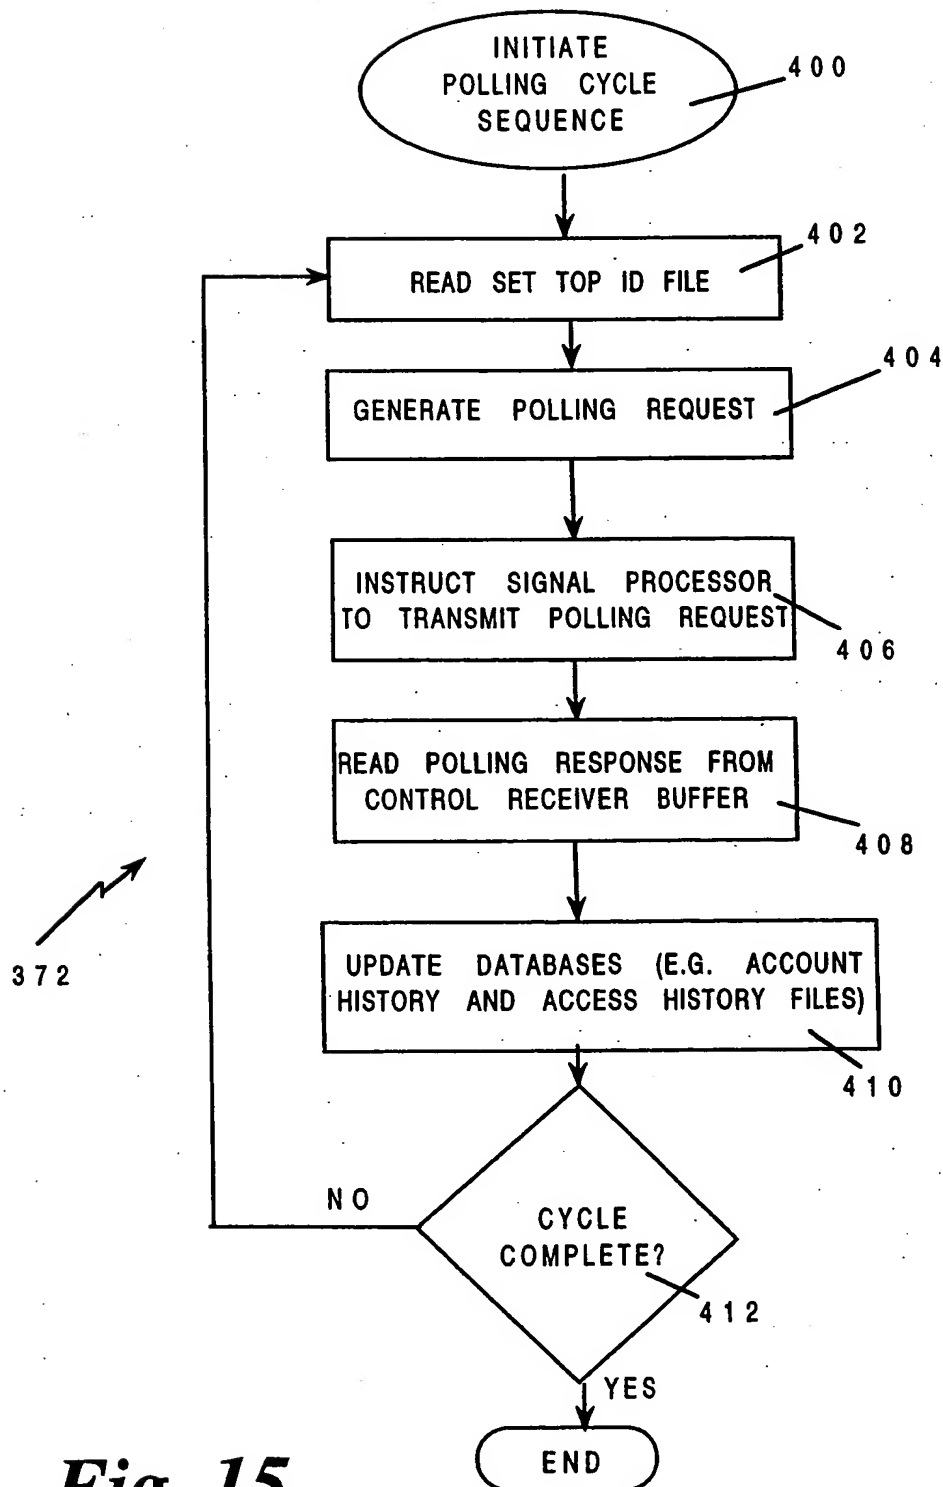 INITIATE
POLLING CYCLE
SEQUENCE
400
402
READ SET TOP ID FILE
404
GENERATE POLLING REQUEST
INSTRUCT SIGNAL PROCESSOR
TO TRANSMIT POLLING REQUEST
406
READ POLLING RESPONSE FROM
CONTROL RECEIVER BUFFER
408
372
UPDATE DATABASES (E.G. ACCOUNT
HISTORY AND ACCESS HISTORY FILES)
410
NO
CYCLE
COMPLETE?
412
YES
END
Fig. 15